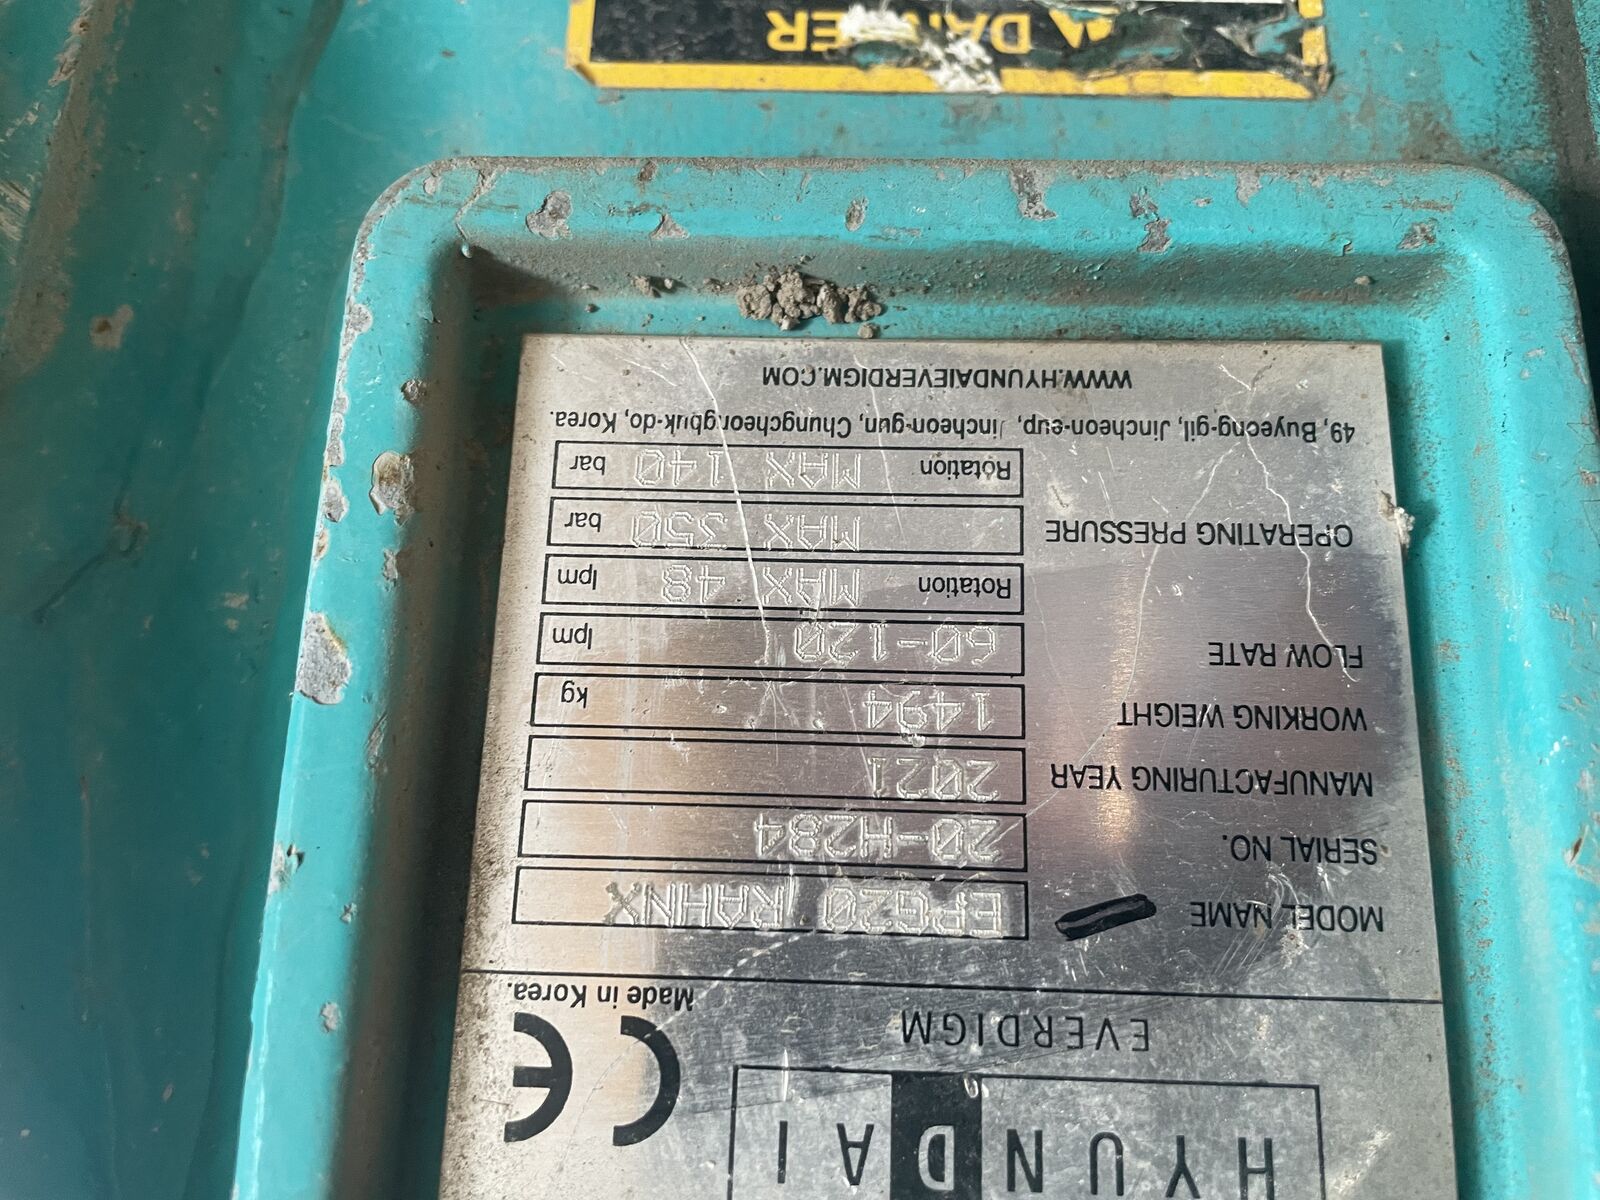 HYUNDAI
EVERDIGM
CE
Made in Korea.
MODEL NAME EPG20 RAHNX
SERIAL NO. 20-H284
MANUFACTURING YEAR 2021
WORKING WEIGHT 1494 kg
FLOW RATE 60-120 lpm
Rotation MAX 48 lpm
OPERATING PRESSURE MAX 350 bar
Rotation MAX 140 bar
49, Buyeong-gil, Jincheon-eup, Jincheon-gun, Chungcheongbuk-do, Korea.
WWW.HYUNDAIEVERDIGM.COM
DANGER